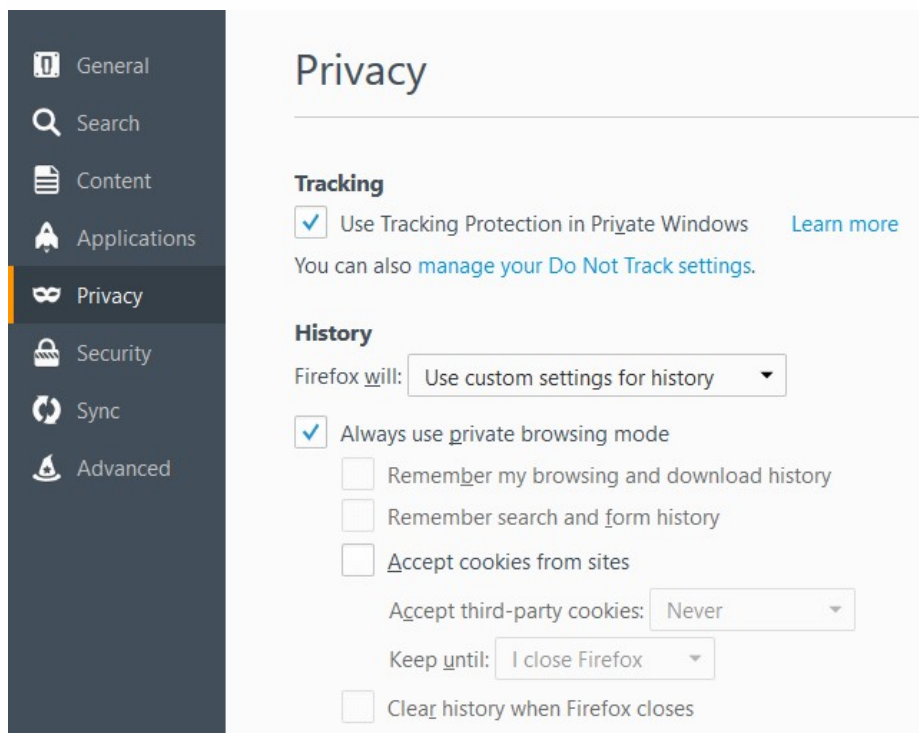 General
Search
Content
Applications
Privacy
Security
Sync
Advanced
Privacy
Tracking
Use Tracking Protection in Private Windows Learn more
You can also manage your Do Not Track settings.
History
Firefox will: Use custom settings for history
Always use private browsing mode
Remember my browsing and download history
Remember search and form history
Accept cookies from sites
Accept third-party cookies: Never
Keep until: I close Firefox
Clear history when Firefox closes